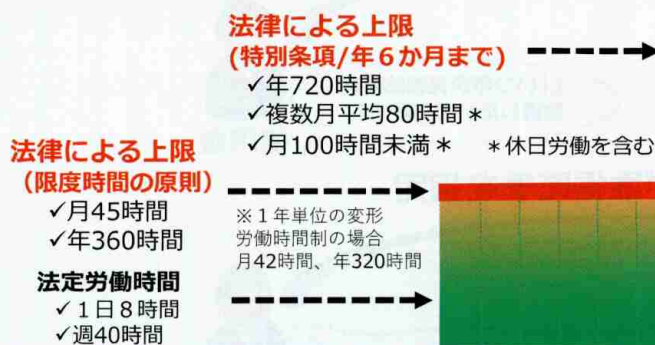 法律による上限
(特別条項/年６か月まで)
✓年720時間
✓複数月平均80時間＊
✓月100時間未満＊ ＊休日労働を含む
法律による上限
（限度時間の原則）
✓月45時間
✓年360時間
※１年単位の変形
労働時間制の場合
月42時間、年320時間
法定労働時間
✓１日８時間
✓週40時間